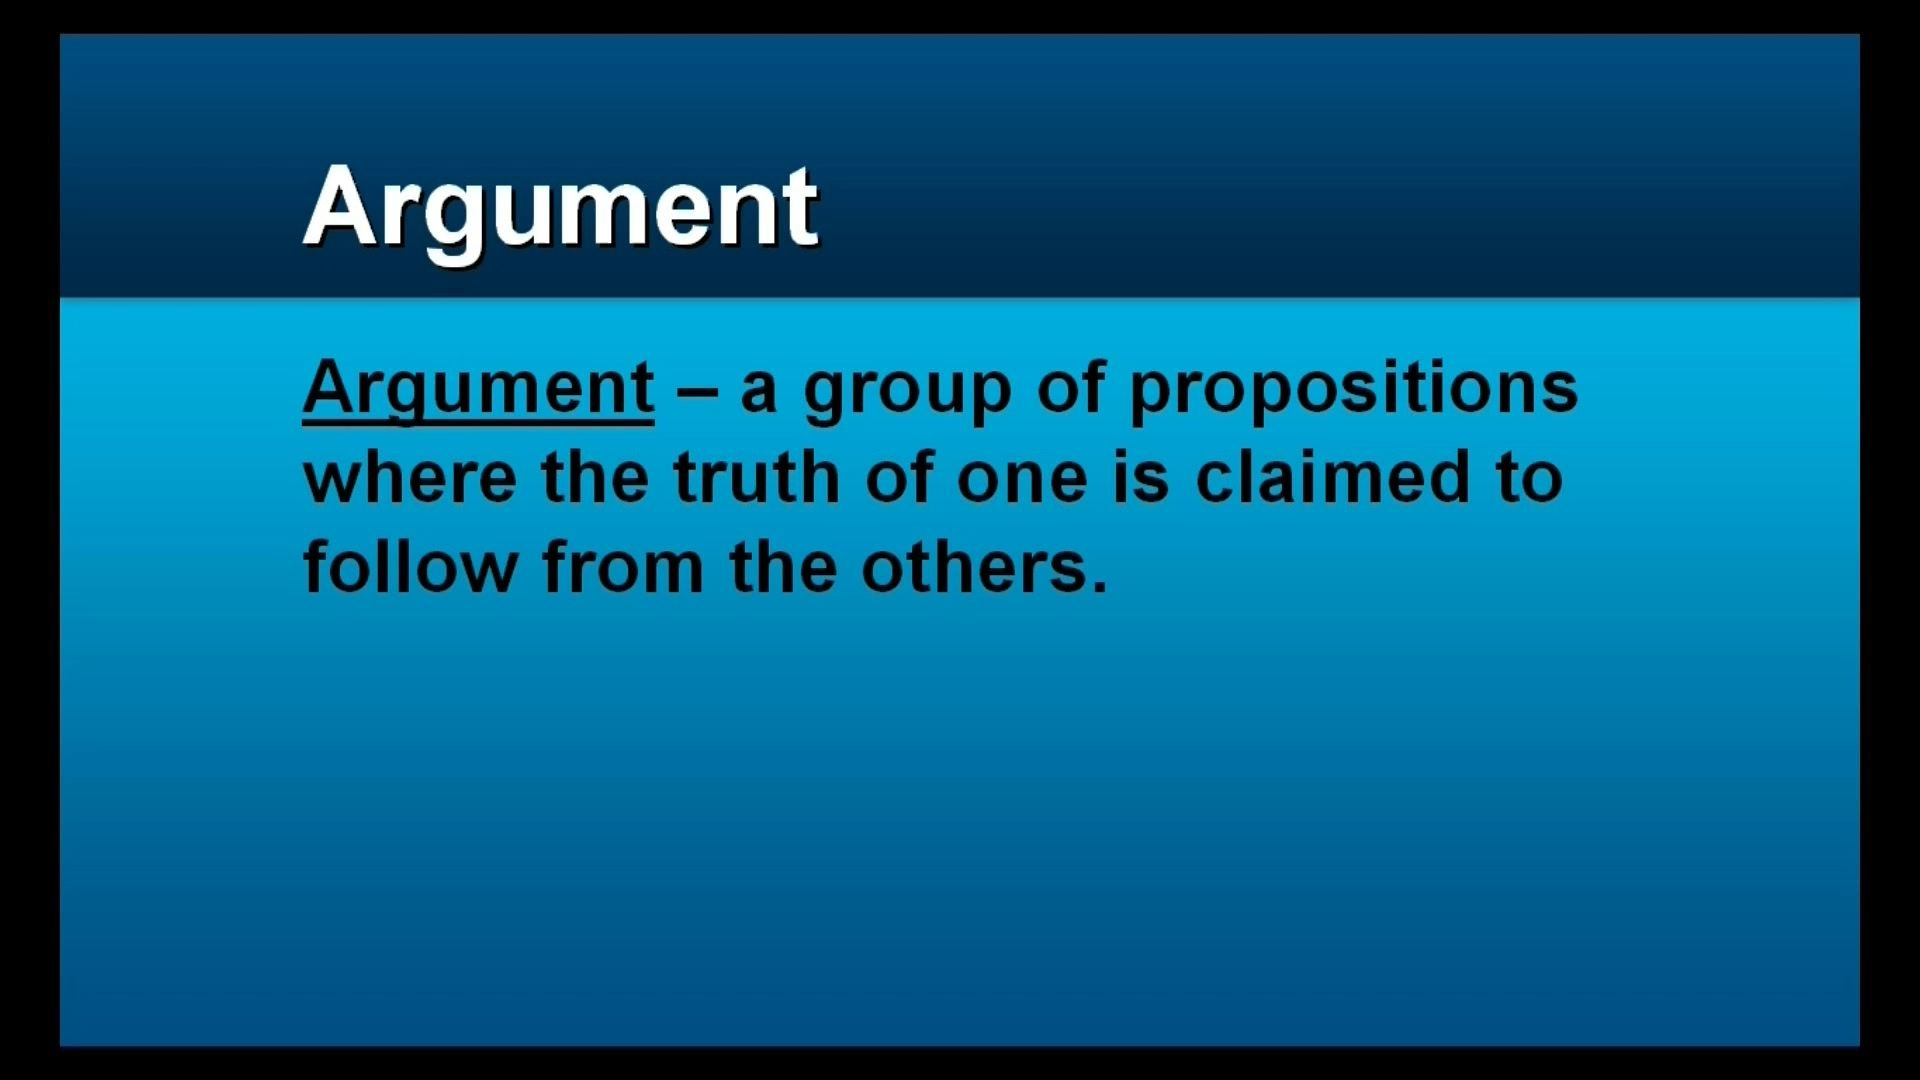 Argument
Argument – a group of propositions
where the truth of one is claimed to
follow from the others.